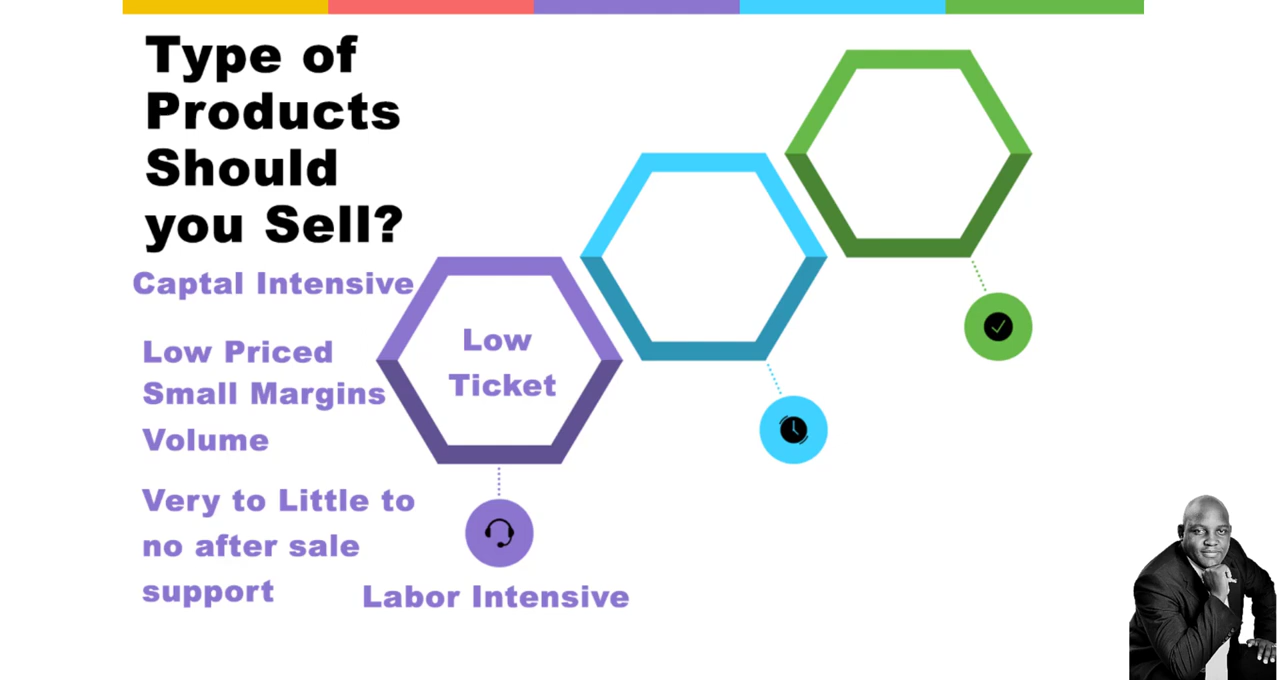 Type of
Products
Should
you Sell?
Captal Intensive
Low Priced
Small Margins
Volume
Very to Little to
no after sale
support
Low
Ticket
Labor Intensive